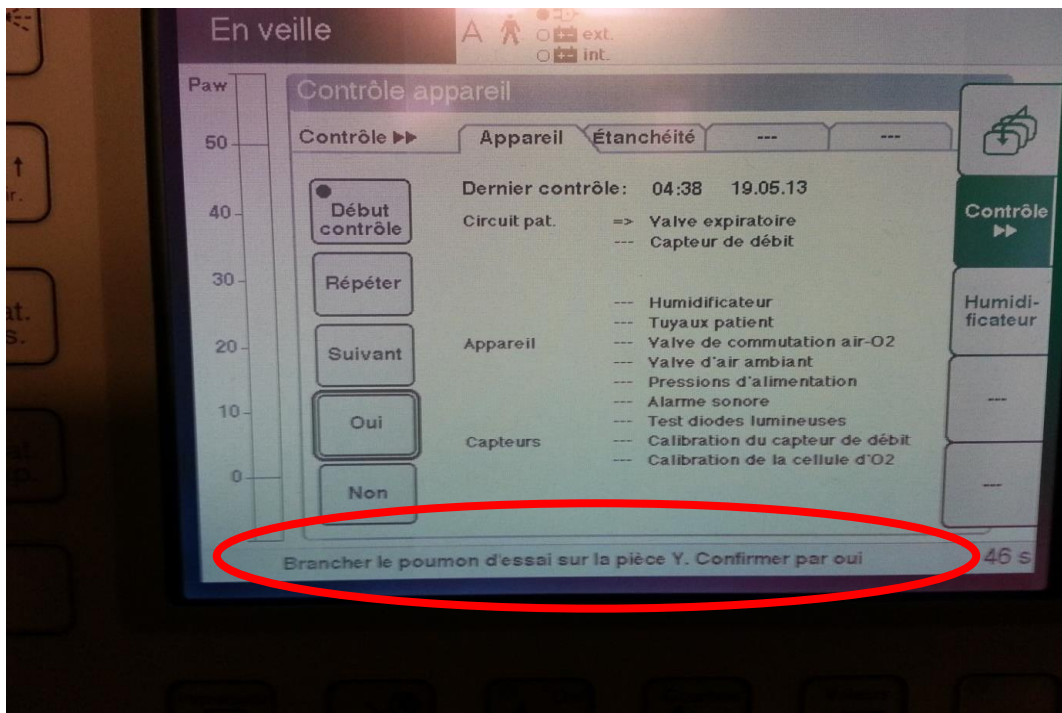 En veille
A
ext.
int.
Paw
Contrôle appareil
Contrôle
Appareil
Étanchéité
---
---
50
40
30
20
10
0
Début
contrôle
Répéter
Suivant
Oui
Non
Dernier contrôle: 04:38 19.05.13
Circuit pat. => Valve expiratoire
--- Capteur de débit
--- Humidificateur
--- Tuyaux patient
Appareil --- Valve de commutation air-O2
--- Valve d'air ambiant
--- Pressions d'alimentation
--- Alarme sonore
--- Test diodes lumineuses
Capteurs --- Calibration du capteur de débit
--- Calibration de la cellule d'O2
Contrôle
Humidi-
ficateur
---
---
Brancher le poumon d'essai sur la pièce Y. Confirmer par oui
46 s